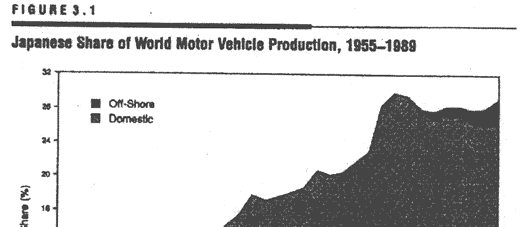 FIGURE 3.1
Japanese Share of World Motor Vehicle Production, 1955–1989
32
Off-Shore
Domestic
24
20
16